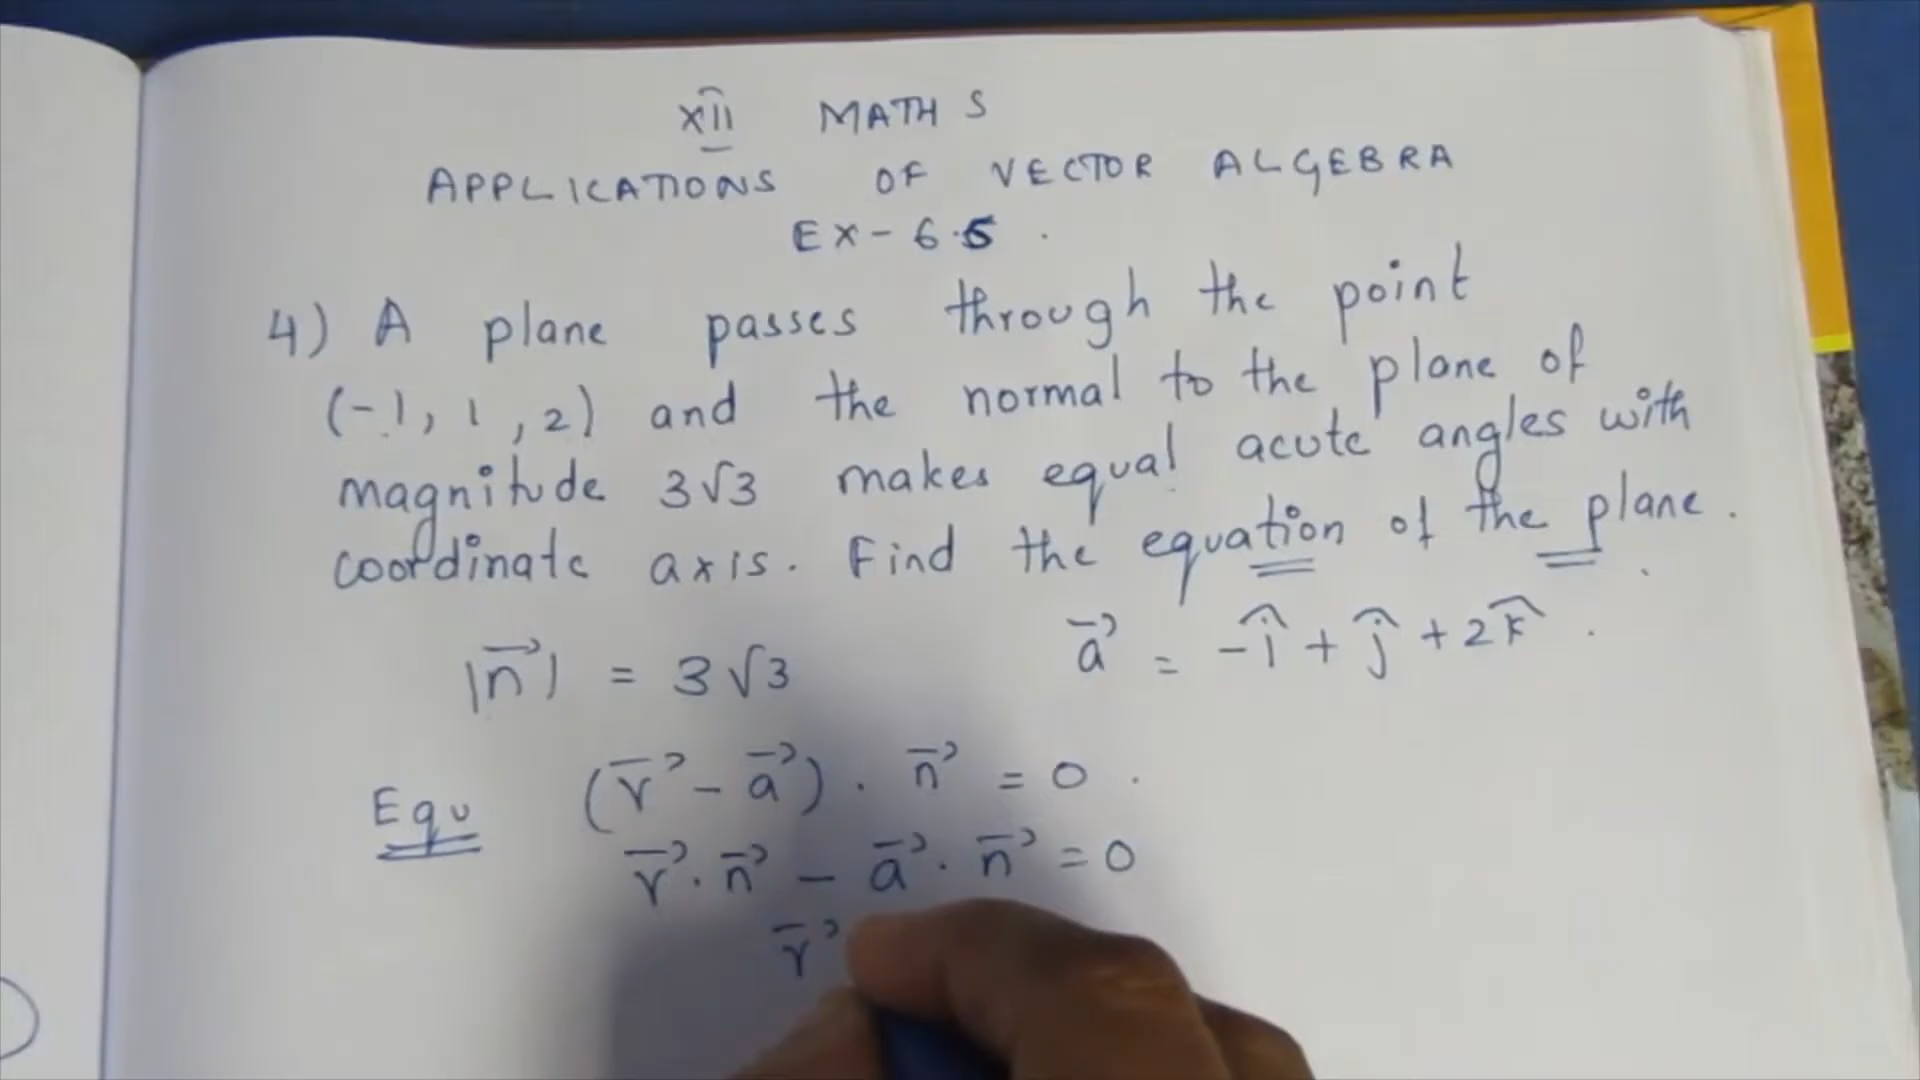 XII MATHS
APPLICATIONS OF VECTOR ALGEBRA
EX - 6.5.
4) A plane passes through the point
(-1, 1, 2) and the normal to the plane of
magnitude 3√3 makes equal acute angles with
coordinate axis. Find the equation of the plane.
|n⃗| = 3√3    a⃗ = -î + ĵ + 2k̂.
Equ (r⃗ - a⃗) . n⃗ = 0.
r⃗ . n⃗ - a⃗ . n⃗ = 0
r⃗